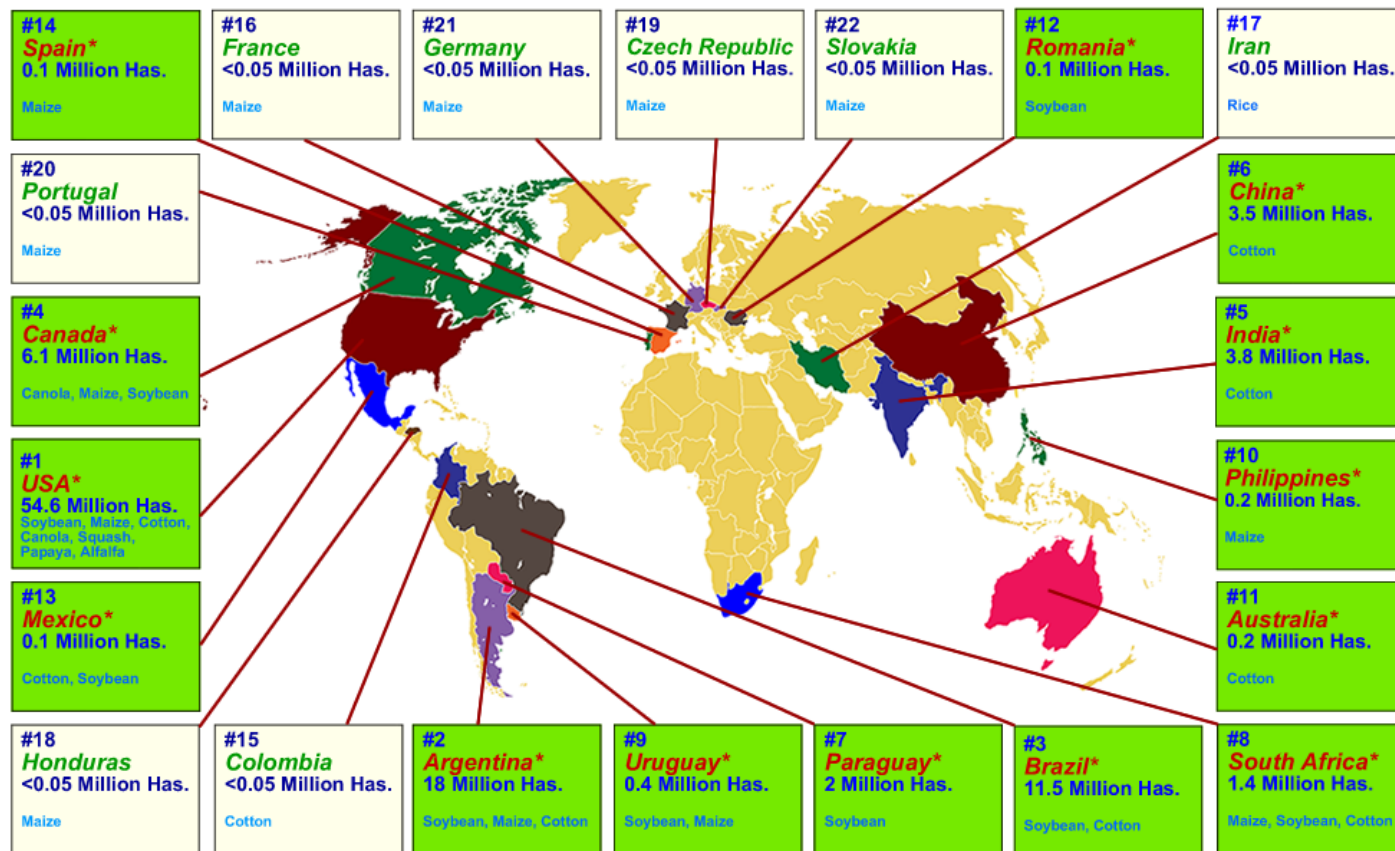 #14
Spain*
0.1 Million Has.
Maize
#16
France
<0.05 Million Has.
Maize
#21
Germany
<0.05 Million Has.
Maize
#19
Czech Republic
<0.05 Million Has.
Maize
#22
Slovakia
<0.05 Million Has.
Maize
#12
Romania*
0.1 Million Has.
Soybean
#17
Iran
<0.05 Million Has.
Rice
#20
Portugal
<0.05 Million Has.
Maize
#6
China*
3.5 Million Has.
Cotton
#4
Canada*
6.1 Million Has.
Canola, Maize, Soybean
#5
India*
3.8 Million Has.
Cotton
#1
USA*
54.6 Million Has.
Soybean, Maize, Cotton,
Canola, Squash,
Papaya, Alfalfa
#10
Philippines*
0.2 Million Has.
Maize
#13
Mexico*
0.1 Million Has.
Cotton, Soybean
#11
Australia*
0.2 Million Has.
Cotton
#18
Honduras
<0.05 Million Has.
Maize
#15
Colombia
<0.05 Million Has.
Cotton
#2
Argentina*
18 Million Has.
Soybean, Maize, Cotton
#9
Uruguay*
0.4 Million Has.
Soybean, Maize
#7
Paraguay*
2 Million Has.
Soybean
#3
Brazil*
11.5 Million Has.
Soybean, Cotton
#8
South Africa*
1.4 Million Has.
Maize, Soybean, Cotton